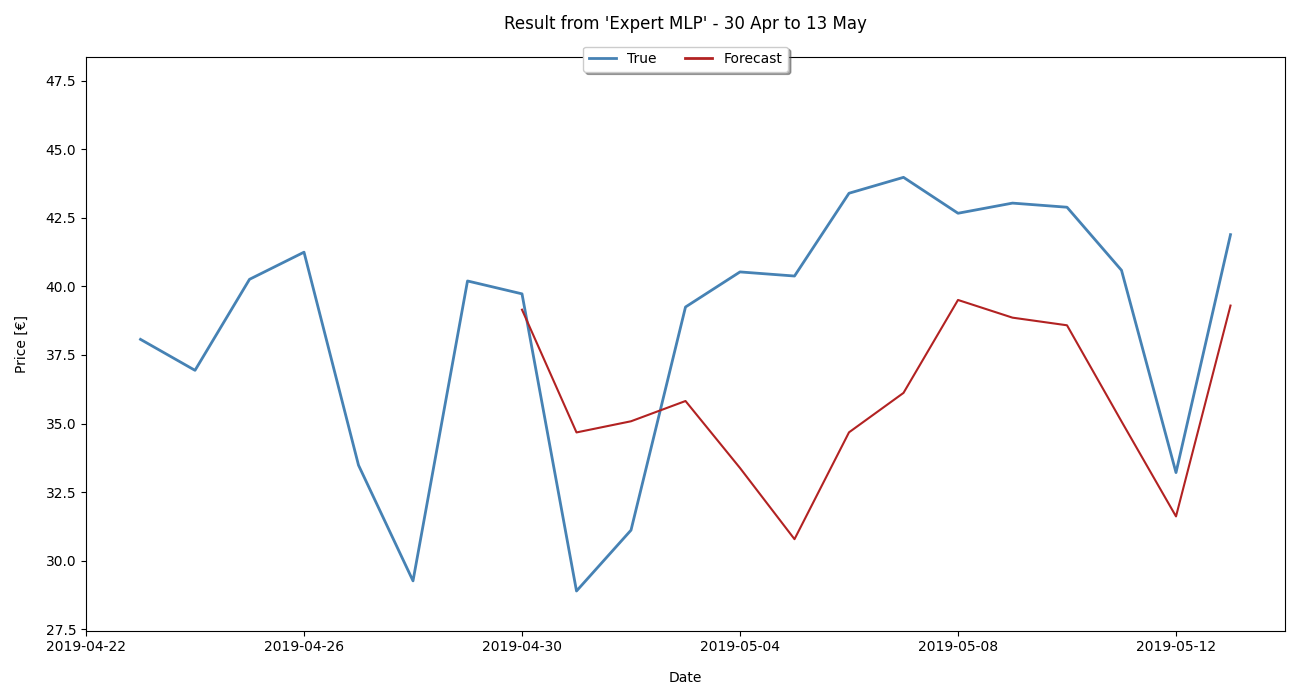 Result from 'Expert MLP' - 30 Apr to 13 May
True Forecast
47.5
45.0
42.5
40.0
37.5
35.0
32.5
30.0
27.5
Price [€]
2019-04-22 2019-04-26 2019-04-30 2019-05-04 2019-05-08 2019-05-12
Date